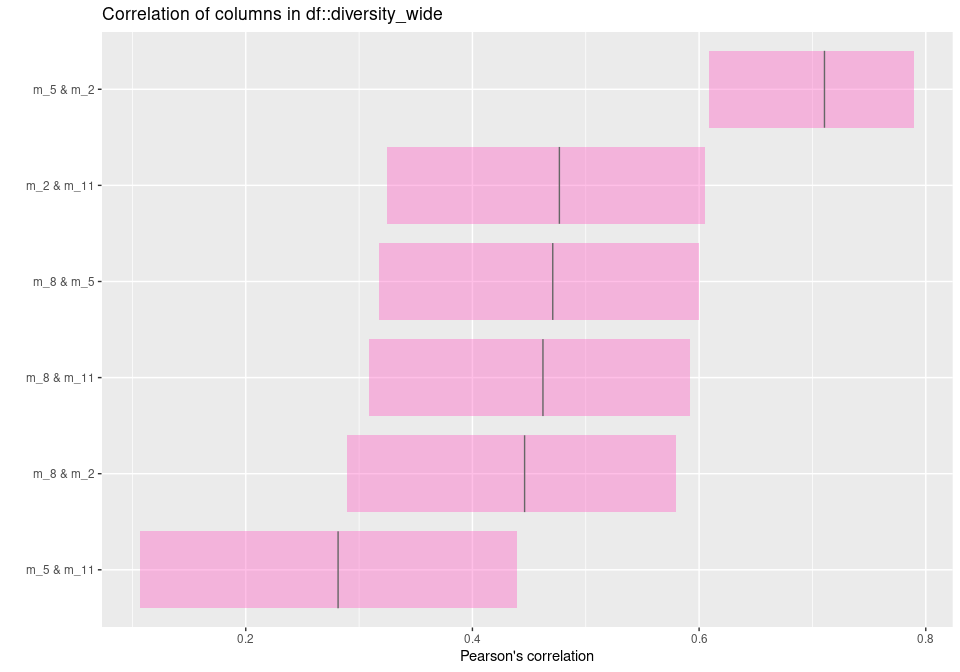 Correlation of columns in df::diversity_wide
m_5 & m_2
m_2 & m_11
m_8 & m_5
m_8 & m_11
m_8 & m_2
m_5 & m_11
0.2 0.4 0.6 0.8
Pearson's correlation